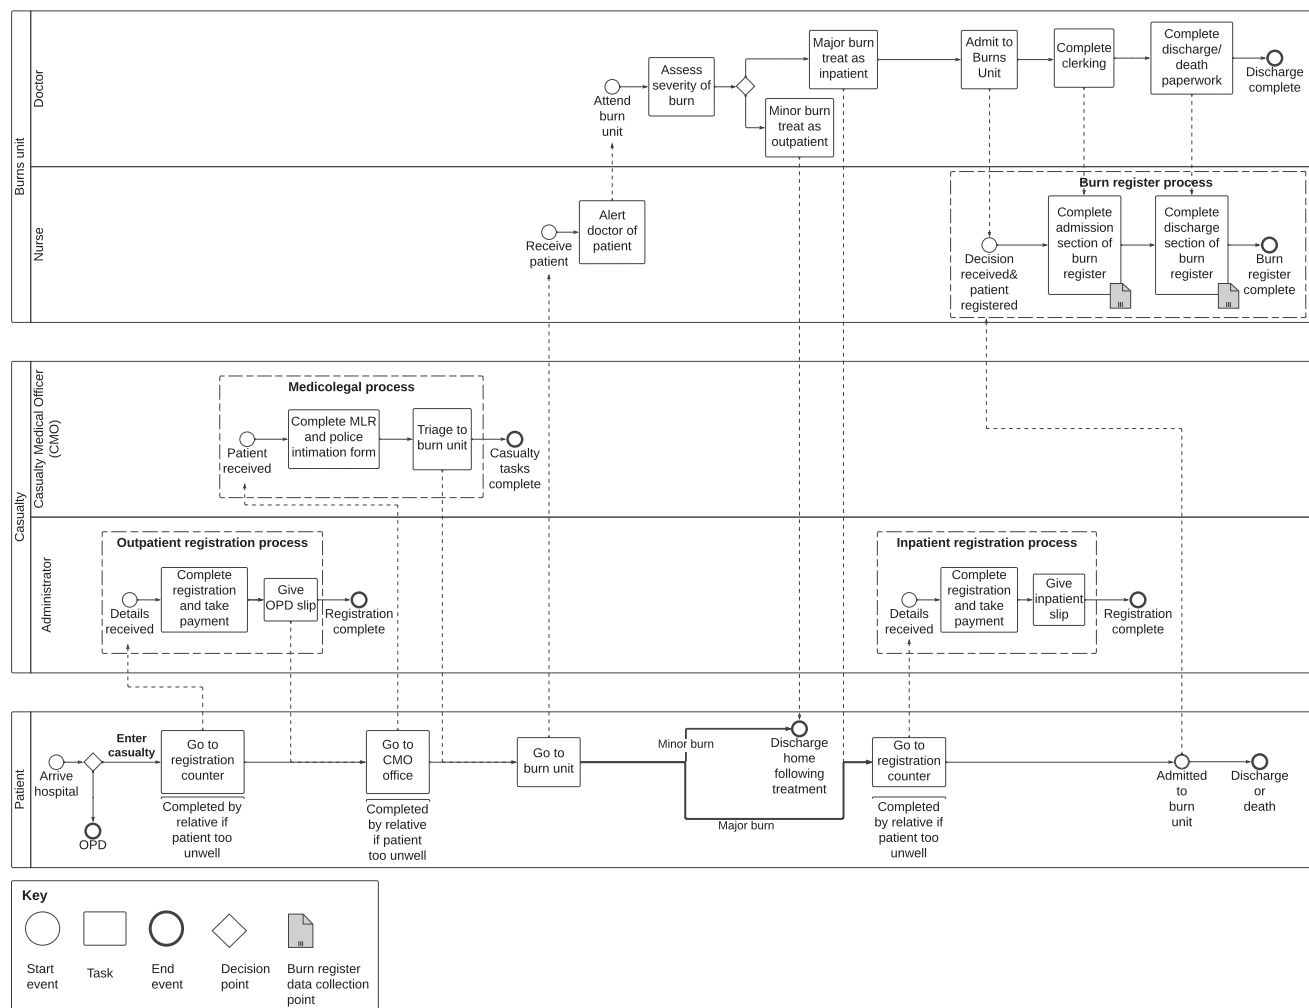 Burns unit
Doctor
Attend
burn
unit
Assess
severity of
burn
Major burn
treat as
inpatient
Minor burn
treat as
outpatient
Admit to
Burns
Unit
Complete
clerking
Complete
discharge/
death
paperwork
Discharge
complete
Nurse
Receive
patient
Alert
doctor of
patient
Burn register process
Decision
received&
patient
registered
Complete
admission
section of
burn
register
Complete
discharge
section of
burn
register
Burn
register
complete
Casualty
Casualty Medical Officer
(CMO)
Medicolegal process
Patient
received
Complete MLR
and police
intimation form
Triage to
burn unit
Casualty
tasks
complete
Administrator
Outpatient registration process
Details
received
Complete
registration
and take
payment
Give
OPD slip
Registration
complete
Inpatient registration process
Details
received
Complete
registration
and take
payment
Give
inpatient
slip
Registration
complete
Patient
Arrive
hospital
Enter
casualty
OPD
Go to
registration
counter
Completed by
relative if
patient too
unwell
Go to
CMO
office
Completed
by relative
if patient
too unwell
Go to
burn unit
Minor burn
Major burn
Discharge
home
following
treatment
Go to
registration
counter
Completed
by relative if
patient too
unwell
Admitted
to
burn
unit
Discharge
or
death
Key
Start
event
Task
End
event
Decision
point
Burn register
data collection
point